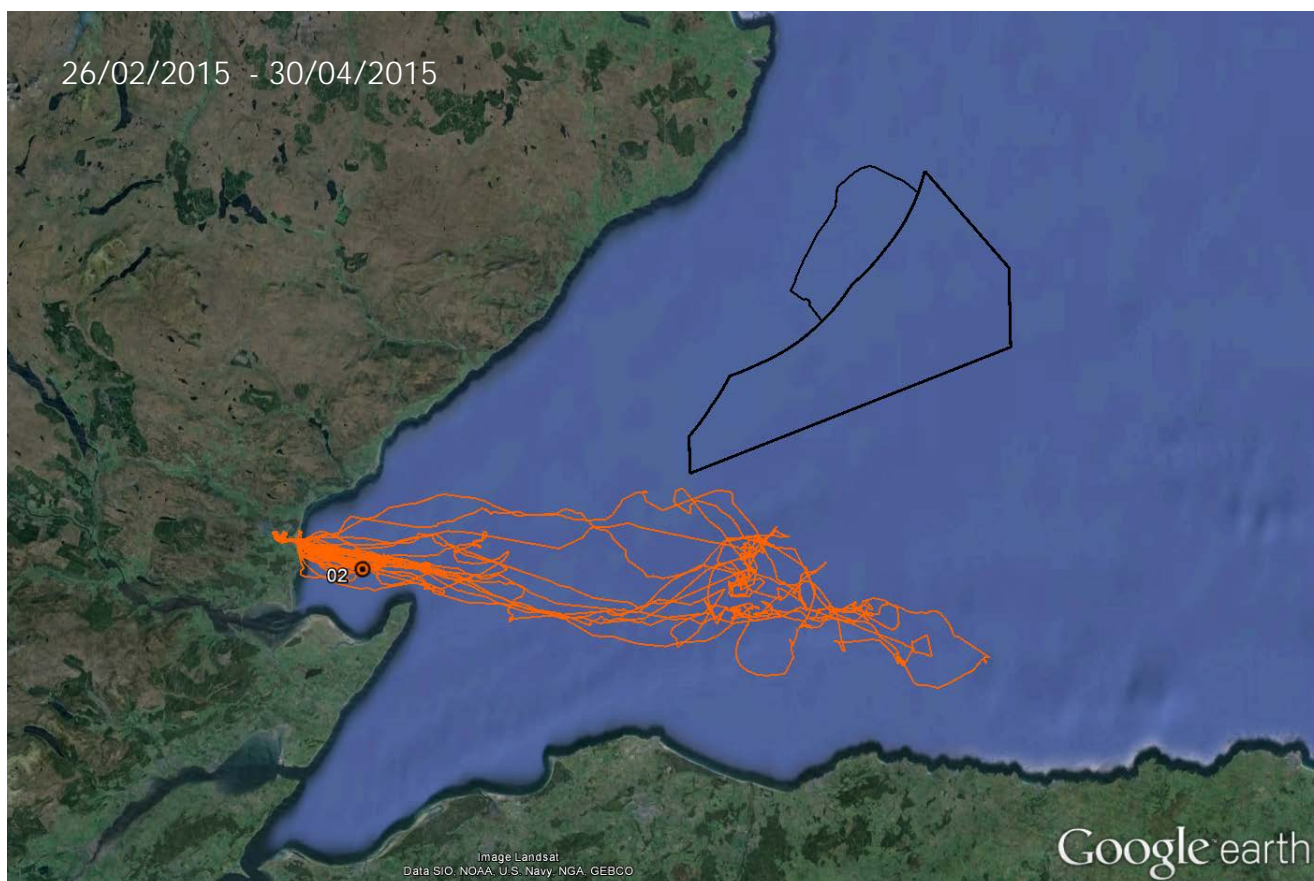 26/02/2015 - 30/04/2015
02
Image Landsat
Data SIO, NOAA, U.S. Navy, NGA, GEBCO
Google earth